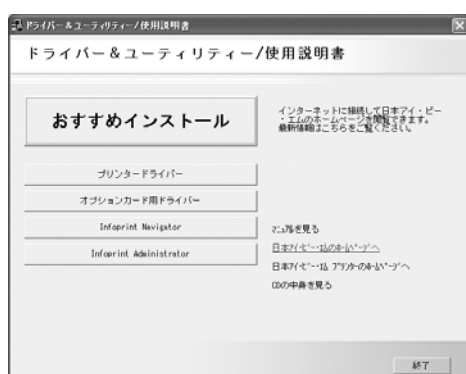 ドライバー&ユーティリティー/使用説明書
ドライバー&ユーティリティー/使用説明書
おすすめインストール
インターネットに接続して日本アイ・ビー
・エムのホームページを閲覧できます。
最新情報はこちらをご覧ください。
プリンタードライバー
オプションカード用ドライバー
Infoprint Navigator
Infoprint Administrator
マニュアルを見る
日本アイ・ビー・エムのホームページへ
日本アイ・ビー・エム プリンターのホームページへ
CDの中身を見る
終了